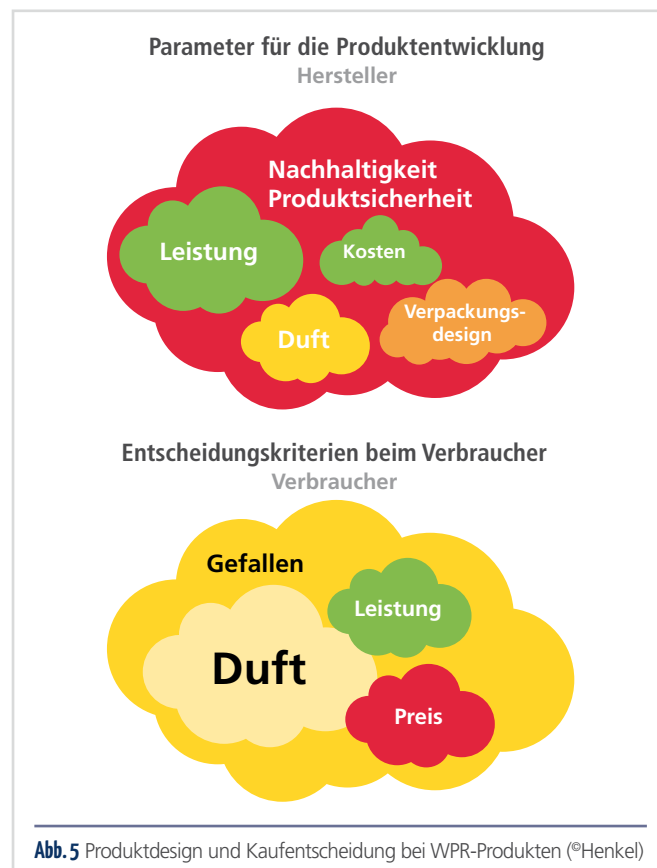 Parameter für die Produktentwicklung
Hersteller
Nachhaltigkeit
Produktsicherheit
Leistung
Kosten
Verpackungs-
design
Duft
Entscheidungskriterien beim Verbraucher
Verbraucher
Gefallen
Leistung
Duft
Preis
Abb. 5 Produktdesign und Kaufentscheidung bei WPR-Produkten (©Henkel)